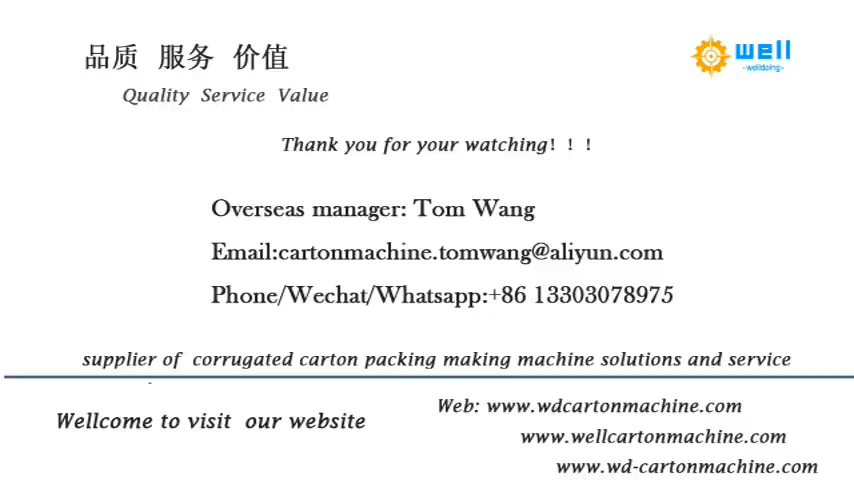 品质 服务 价值
well
-welldoing-
Quality Service Value
Thank you for your watching！！！
Overseas manager: Tom Wang
Email:cartonmachine.tomwang@aliyun.com
Phone/Wechat/Whatsapp:+86 13303078975
supplier of corrugated carton packing making machine solutions and service
Wellcome to visit our website
Web: www.wdcartonmachine.com
www.wellcartonmachine.com
www.wd-cartonmachine.com